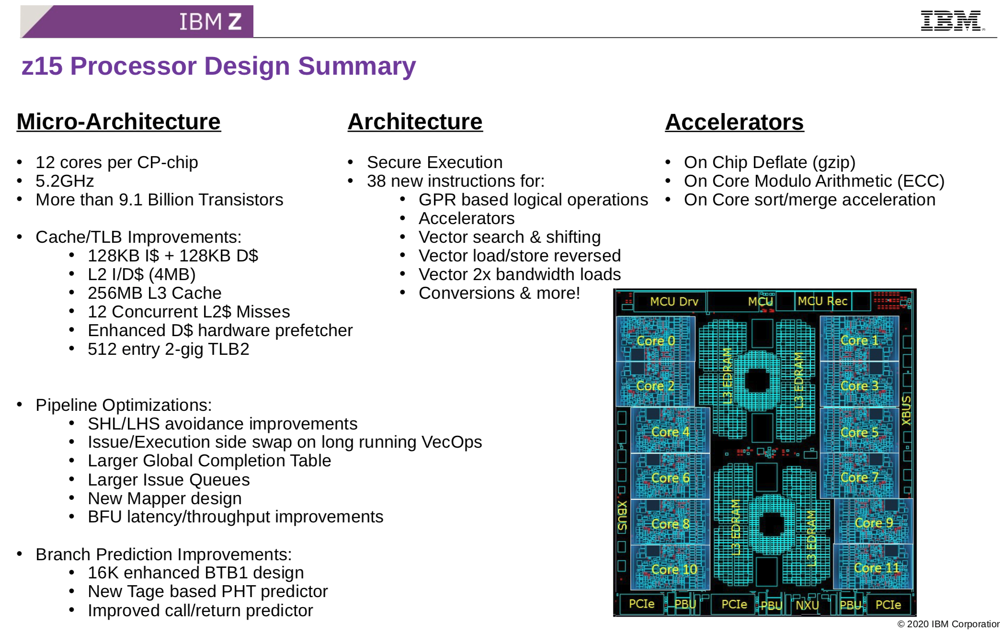 IBM Z
IBM®
z15 Processor Design Summary
Micro-Architecture
• 12 cores per CP-chip
• 5.2GHz
• More than 9.1 Billion Transistors
• Cache/TLB Improvements:
• 128KB I$ + 128KB D$
• L2 I/D$ (4MB)
• 256MB L3 Cache
• 12 Concurrent L2$ Misses
• Enhanced D$ hardware prefetcher
• 512 entry 2-gig TLB2
• Pipeline Optimizations:
• SHL/LHS avoidance improvements
• Issue/Execution side swap on long running VecOps
• Larger Global Completion Table
• Larger Issue Queues
• New Mapper design
• BFU latency/throughput improvements
• Branch Prediction Improvements:
• 16K enhanced BTB1 design
• New Tage based PHT predictor
• Improved call/return predictor
Architecture
• Secure Execution
• 38 new instructions for:
• GPR based logical operations
• Accelerators
• Vector search & shifting
• Vector load/store reversed
• Vector 2x bandwidth loads
• Conversions & more!
Accelerators
• On Chip Deflate (gzip)
• On Core Modulo Arithmetic (ECC)
• On Core sort/merge acceleration
MCU Drv MCU MCU Rec
Core 0 Core 1
L3 EDRAM L3 EDRAM
Core 2 Core 3
XBUS
Core 4 Core 5
Core 6 Core 7
XBUS
Core 8 Core 9
L3 EDRAM L3 EDRAM
Core 10 Core 11
PCIe PBU PCIe PBU NXU PBU PCIe
© 2020 IBM Corporation